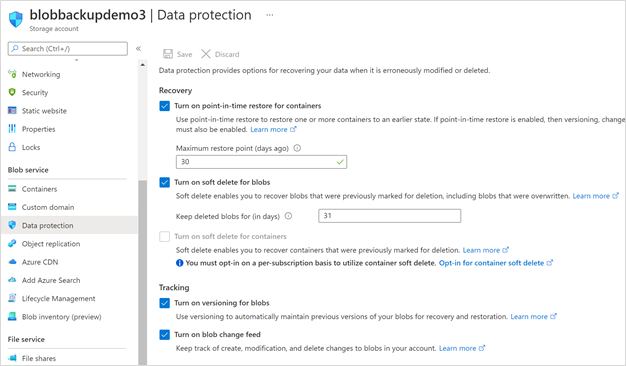 blobbackupdemo3 | Data protection ...
Storage account
Search (Ctrl+/)
«
Networking
Security
Static website
Properties
Locks
Blob service
Containers
Custom domain
Data protection
Object replication
Azure CDN
Add Azure Search
Lifecycle Management
Blob inventory (preview)
File service
File shares
Save Discard
Data protection provides options for recovering your data when it is erroneously modified or deleted.
Recovery
Turn on point-in-time restore for containers
Use point-in-time restore to restore one or more containers to an earlier state. If point-in-time restore is enabled, then versioning, change
must also be enabled. Learn more
Maximum restore point (days ago)
30
Turn on soft delete for blobs
Soft delete enables you to recover blobs that were previously marked for deletion, including blobs that were overwritten. Learn more
Keep deleted blobs for (in days) 31
Turn on soft delete for containers
Soft delete enables you to recover containers that were previously marked for deletion. Learn more
You must opt-in on a per-subscription basis to utilize container soft delete. Opt-in for container soft delete
Tracking
Turn on versioning for blobs
Use versioning to automatically maintain previous versions of your blobs for recovery and restoration. Learn more
Turn on blob change feed
Keep track of create, modification, and delete changes to blobs in your account. Learn more